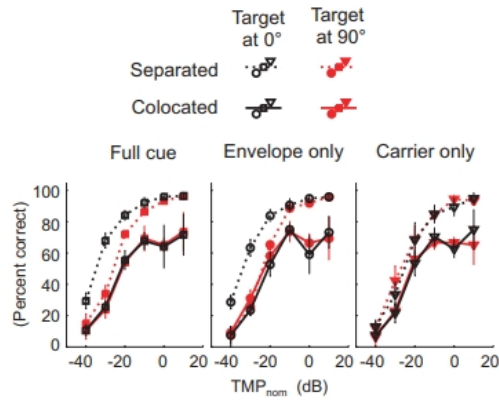 Target at 0°
Target at 90°
Separated
Colocated
Full cue
Envelope only
Carrier only
(Percent correct)
100
80
60
40
20
0
-40 -20 0 20
-40 -20 0 20
-40 -20 0 20
TMPnom (dB)